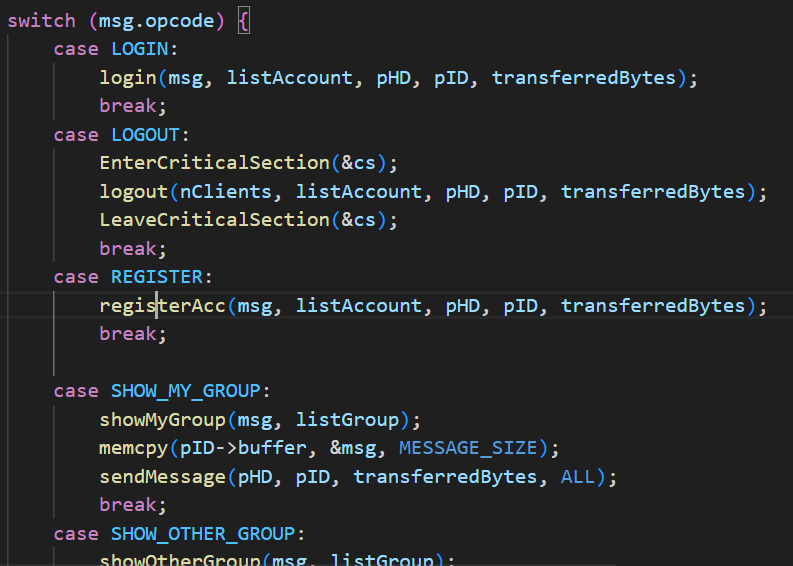 switch (msg.opcode) {
    case LOGIN:
        login(msg, listAccount, pHD, pID, transferredBytes);
        break;
    case LOGOUT:
        EnterCriticalSection(&cs);
        logout(nClients, listAccount, pHD, pID, transferredBytes);
        LeaveCriticalSection(&cs);
        break;
    case REGISTER:
        registerAcc(msg, listAccount, pHD, pID, transferredBytes);
        break;

    case SHOW_MY_GROUP:
        showMyGroup(msg, listGroup);
        memcpy(pID->buffer, &msg, MESSAGE_SIZE);
        sendMessage(pHD, pID, transferredBytes, ALL);
        break;
    case SHOW_OTHER_GROUP:
        showOtherGroup(msg, listGroup);